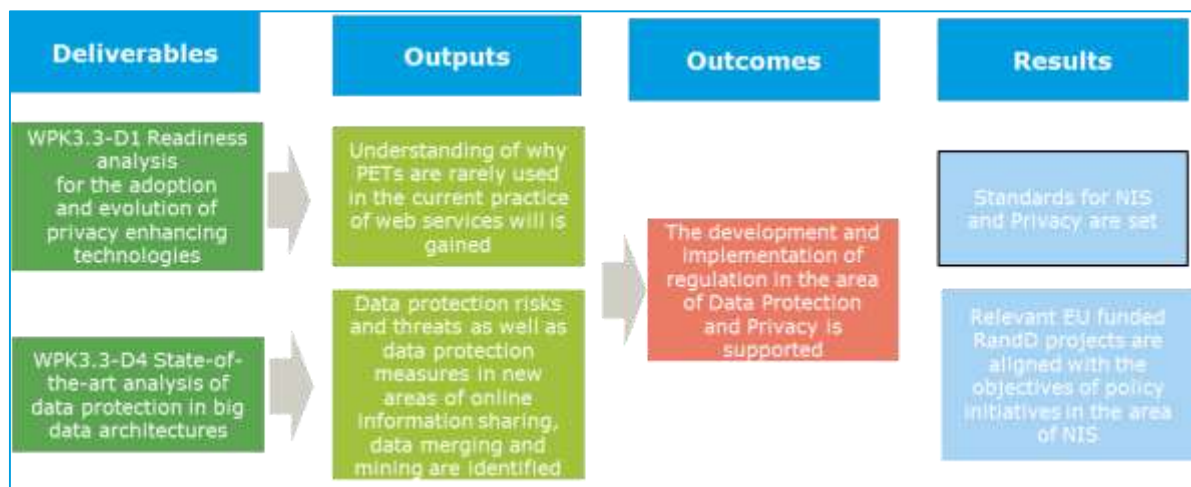 Deliverables
Outputs
Outcomes
Results
WPK3.3-D1 Readiness
analysis
for the adoption
and evolution of
privacy enhancing
technologies
Understanding of why
PETs are rarely used
in the current practice
of web services will is
gained
Standards for NIS
and Privacy are set
The development and
implementation of
regulation in the area
of Data Protection
and Privacy is
supported
WPK3.3-D4 State-of-
the-art analysis of
data protection in big
data architectures
Data protection risks
and threats as well as
data protection
measures in new
areas of online
information sharing,
data merging and
mining are identified
Relevant EU funded
RandD projects are
aligned with the
objectives of policy
initiatives in the area
of NIS